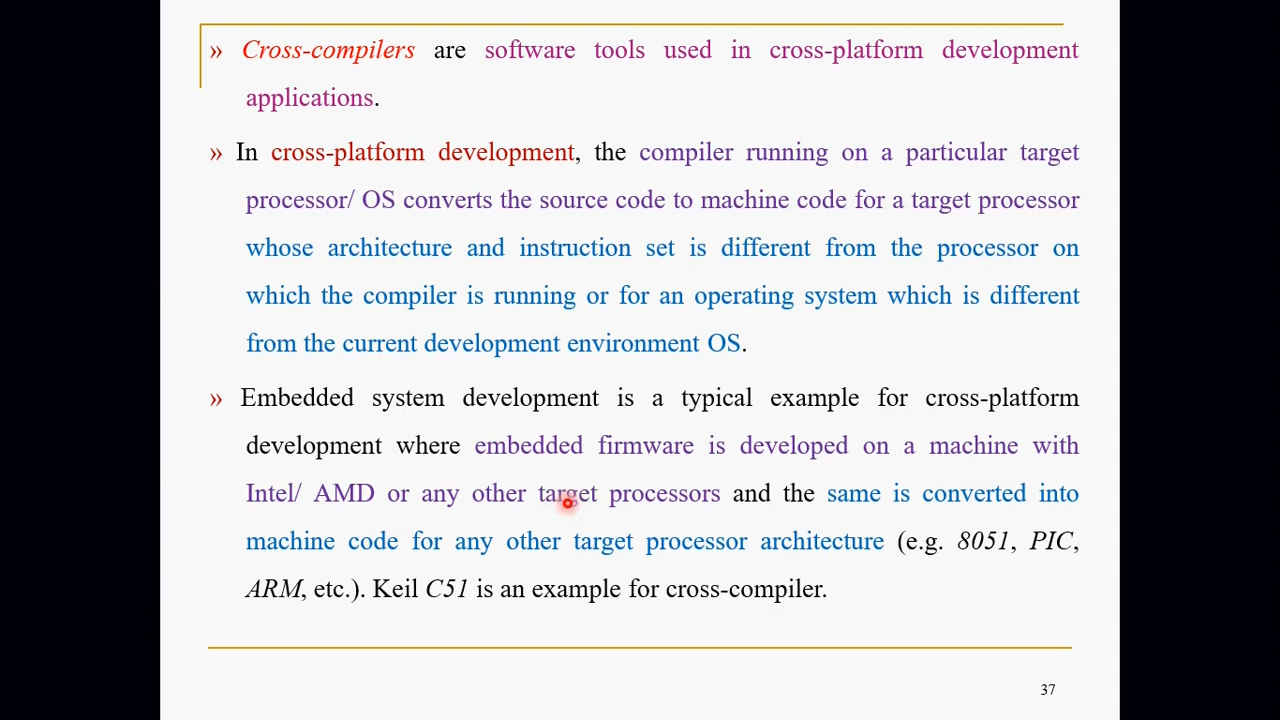 » Cross-compilers are software tools used in cross-platform development
applications.
» In cross-platform development, the compiler running on a particular target
processor/ OS converts the source code to machine code for a target processor
whose architecture and instruction set is different from the processor on
which the compiler is running or for an operating system which is different
from the current development environment OS.
» Embedded system development is a typical example for cross-platform
development where embedded firmware is developed on a machine with
Intel/ AMD or any other target processors and the same is converted into
machine code for any other target processor architecture (e.g. 8051, PIC,
ARM, etc.). Keil C51 is an example for cross-compiler.
37